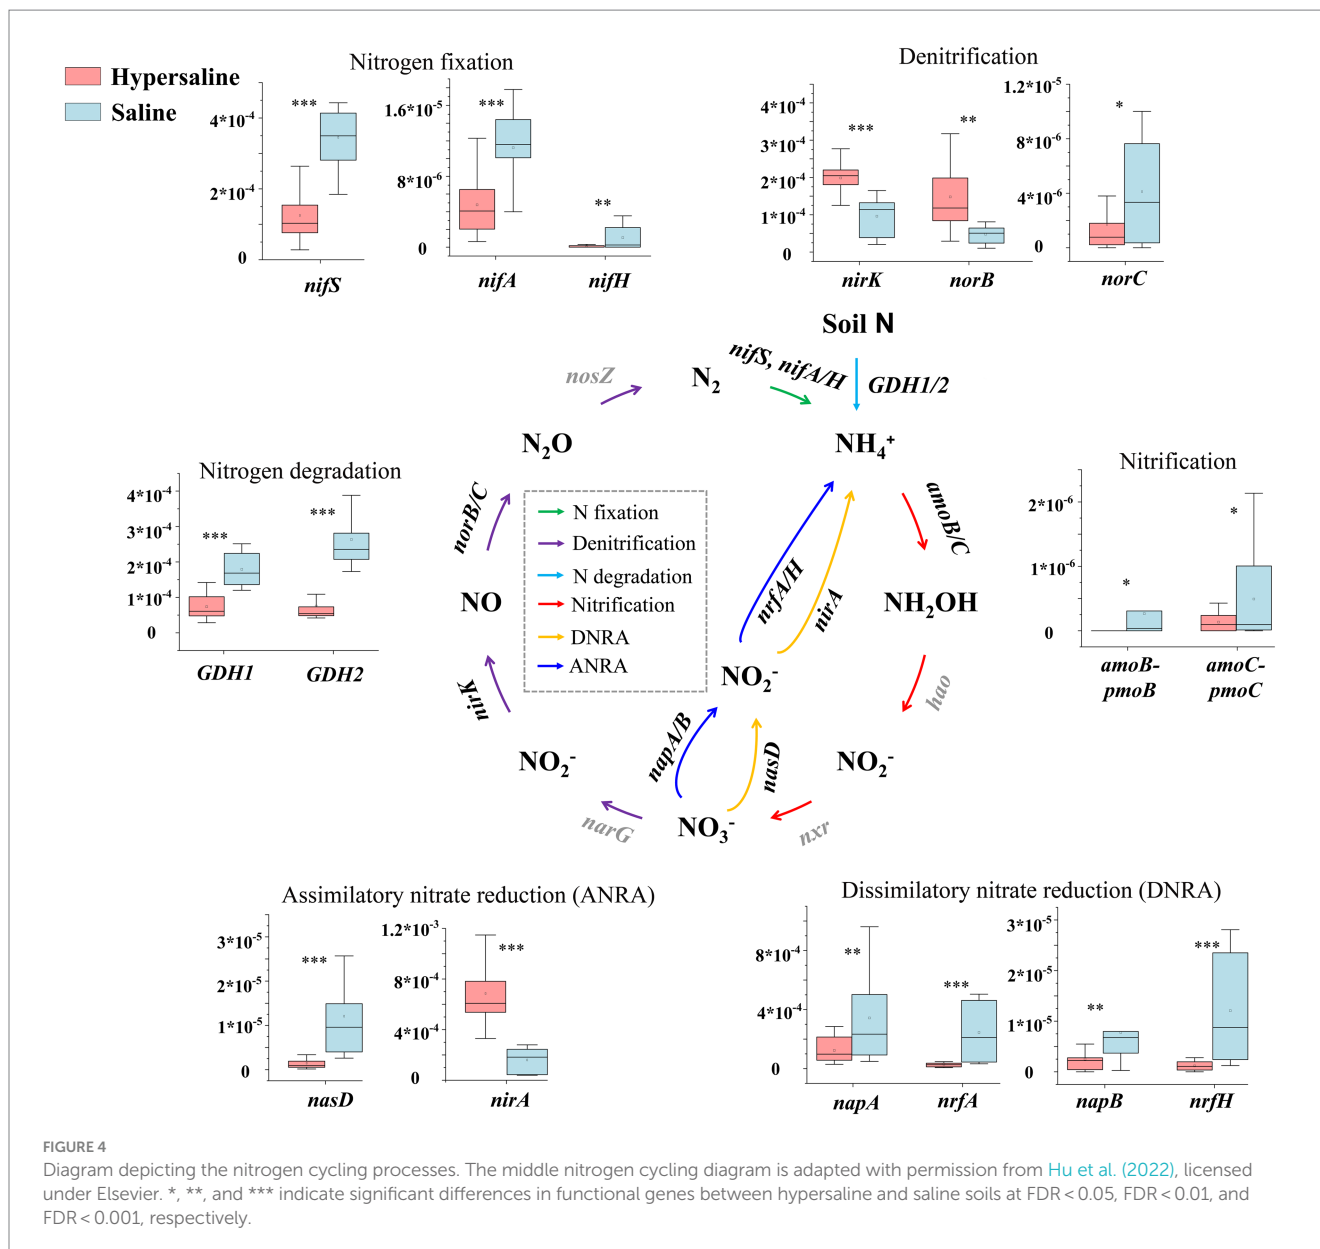 Hypersaline
Saline
Nitrogen fixation
4*10-4
2*10-4
0
***
nifS
1.6*10-5
8*10-6
0
***
**
nifA
nifH
Denitrification
4*10-4
3*10-4
2*10-4
1*10-4
0
***
**
nirK
norB
1.2*10-5
8*10-6
4*10-6
0
*
norC
Soil N
nosZ
N2
nifS, nifA/H
GDH1/2
N2O
NH4+
norB/C
amoB/C
NO
NH2OH
nirK
hao
NO2-
NO2-
NO2-
narG
NO3-
nxr
napA/B
nasD
nrfA/H
nirA
N fixation
Denitrification
N degradation
Nitrification
DNRA
ANRA
Nitrogen degradation
4*10-4
3*10-4
2*10-4
1*10-4
0
***
***
GDH1
GDH2
Nitrification
2*10-6
1*10-6
0
*
*
amoB-
pmoB
amoC-
pmoC
Assimilatory nitrate reduction (ANRA)
3*10-5
2*10-5
1*10-5
0
***
nasD
1.2*10-3
8*10-4
4*10-4
0
***
nirA
Dissimilatory nitrate reduction (DNRA)
8*10-4
4*10-4
0
**
***
napA
nrfA
3*10-5
2*10-5
1*10-5
0
**
***
napB
nrfH
FIGURE 4
Diagram depicting the nitrogen cycling processes. The middle nitrogen cycling diagram is adapted with permission from Hu et al. (2022), licensed
under Elsevier. *, **, and *** indicate significant differences in functional genes between hypersaline and saline soils at FDR < 0.05, FDR < 0.01, and
FDR < 0.001, respectively.